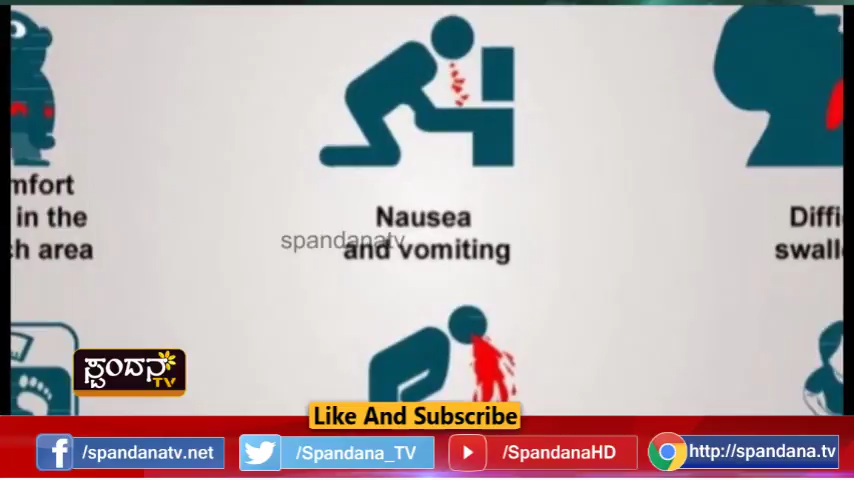 mfort
in the
ch area
Nausea
and vomiting
Diffi
swall
spandanatv
ಸ್ಪಂದನ
TV
Like And Subscribe
/spandanatv.net
/Spandana_TV
/SpandanaHD
http://spandana.tv